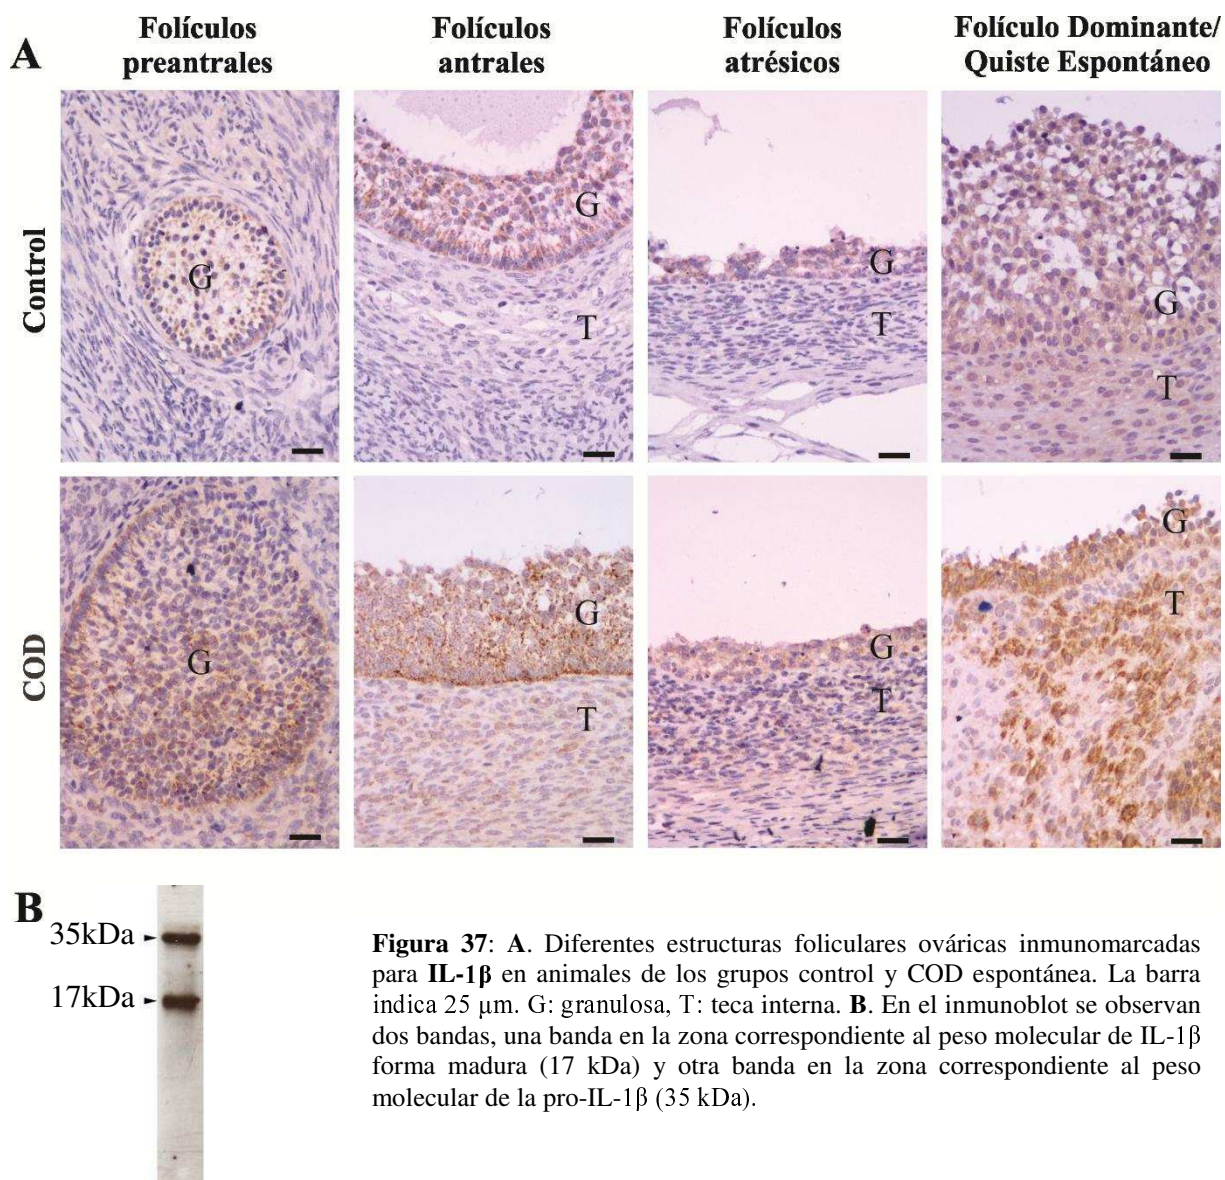 A
Folículos preantrales
Folículos antrales
Folículos atrésicos
Folículo Dominante/ Quiste Espontáneo
Control
G
G
T
G
T
G
T
COD
G
G
T
G
T
G
T
B
35kDa
17kDa
Figura 37: A. Diferentes estructuras foliculares ováricas inmunomarcadas
para IL-1β en animales de los grupos control y COD espontánea. La barra
indica 25 μm. G: granulosa, T: teca interna. B. En el inmunoblot se observan
dos bandas, una banda en la zona correspondiente al peso molecular de IL-1β
forma madura (17 kDa) y otra banda en la zona correspondiente al peso
molecular de la pro-IL-1β (35 kDa).